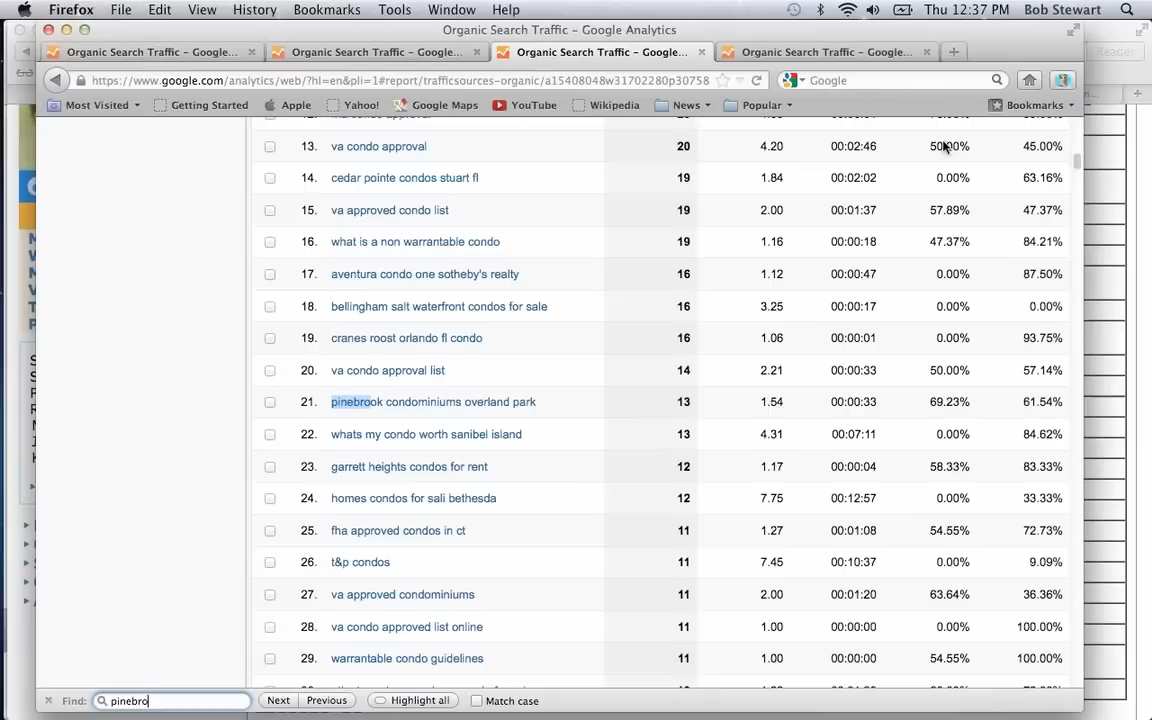 Firefox File Edit View History Bookmarks Tools Window Help Thu 12:37 PM Bob Stewart
Organic Search Traffic – Google Analytics
Organic Search Traffic – Google... × Organic Search Traffic – Google... × Organic Search Traffic – Google... × Organic Search Traffic – Google... × +
Reader
https://www.google.com/analytics/web/?hl=en&pli=1#report/trafficsources-organic/a15408048w31702280p30758 Google
Most Visited Getting Started Apple Yahoo! Google Maps YouTube Wikipedia News Popular Bookmarks
13. va condo approval 20 4.20 00:02:46 50.00% 45.00%
14. cedar pointe condos stuart fl 19 1.84 00:02:02 0.00% 63.16%
15. va approved condo list 19 2.00 00:01:37 57.89% 47.37%
16. what is a non warrantable condo 19 1.16 00:00:18 47.37% 84.21%
17. aventura condo one sotheby's realty 16 1.12 00:00:47 0.00% 87.50%
18. bellingham salt waterfront condos for sale 16 3.25 00:00:17 0.00% 0.00%
19. cranes roost orlando fl condo 16 1.06 00:00:01 0.00% 93.75%
20. va condo approval list 14 2.21 00:00:33 50.00% 57.14%
21. pinebrook condominiums overland park 13 1.54 00:00:33 69.23% 61.54%
22. whats my condo worth sanibel island 13 4.31 00:07:11 0.00% 84.62%
23. garrett heights condos for rent 12 1.17 00:00:04 58.33% 83.33%
24. homes condos for sali bethesda 12 7.75 00:12:57 0.00% 33.33%
25. fha approved condos in ct 11 1.27 00:01:08 54.55% 72.73%
26. t&p condos 11 7.45 00:10:37 0.00% 9.09%
27. va approved condominiums 11 2.00 00:01:20 63.64% 36.36%
28. va condo approved list online 11 1.00 00:00:00 0.00% 100.00%
29. warrantable condo guidelines 11 1.00 00:00:00 54.55% 100.00%
Find: pinebro Next Previous Highlight all Match case